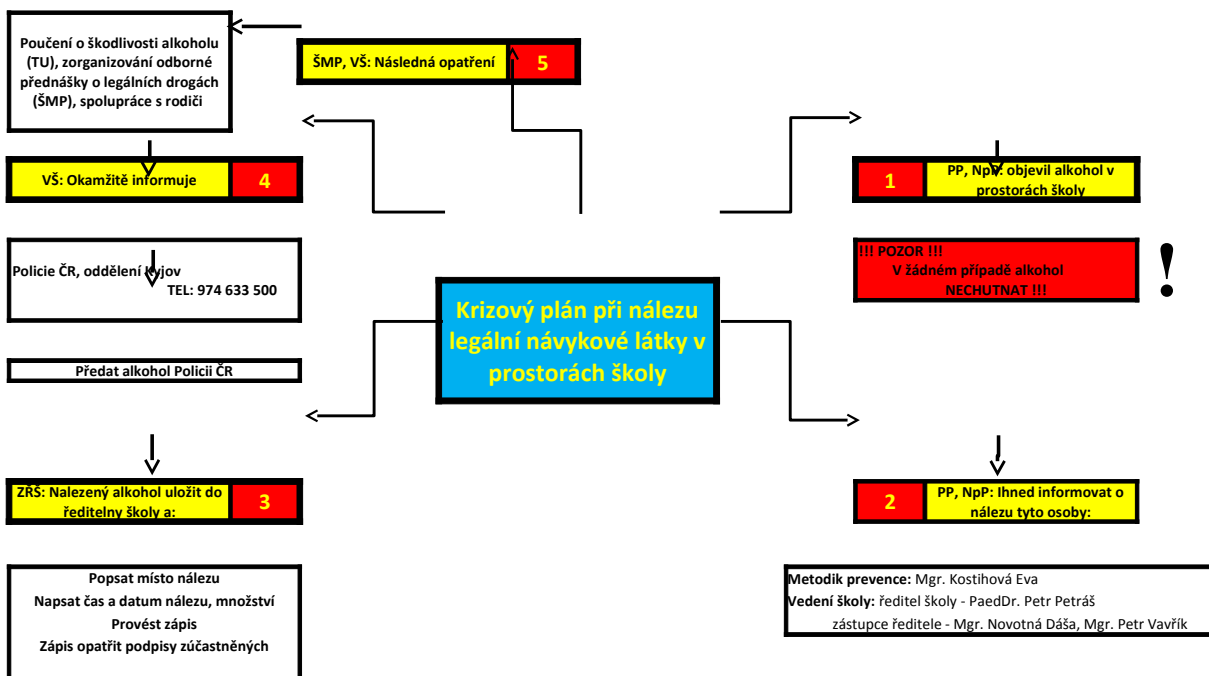 Poučení o škodlivosti alkoholu
(TU), zorganizování odborné
přednášky o legálních drogách
(ŠMP), spolupráce s rodiči
ŠMP, VŠ: Následná opatření
5
VŠ: Okamžitě informuje
4
Policie ČR, oddělení Kyjov
TEL: 974 633 500
Předat alkohol Policii ČR
1
PP, NpP: objevil alkohol v
prostorách školy
!!! POZOR !!!
V žádném případě alkohol
NECHUTNAT !!!
!
Krizový plán při nálezu
legální návykové látky v
prostorách školy
ZŘŠ: Nalezený alkohol uložit do
ředitelny školy a:
3
Popsat místo nálezu
Napsat čas a datum nálezu, množství
Provést zápis
Zápis opatřit podpisy zúčastněných
2
PP, NpP: Ihned informovat o
nálezu tyto osoby:
Metodik prevence: Mgr. Kostihová Eva
Vedení školy: ředitel školy - PaedDr. Petr Petráš
zástupce ředitele - Mgr. Novotná Dáša, Mgr. Petr Vavřík